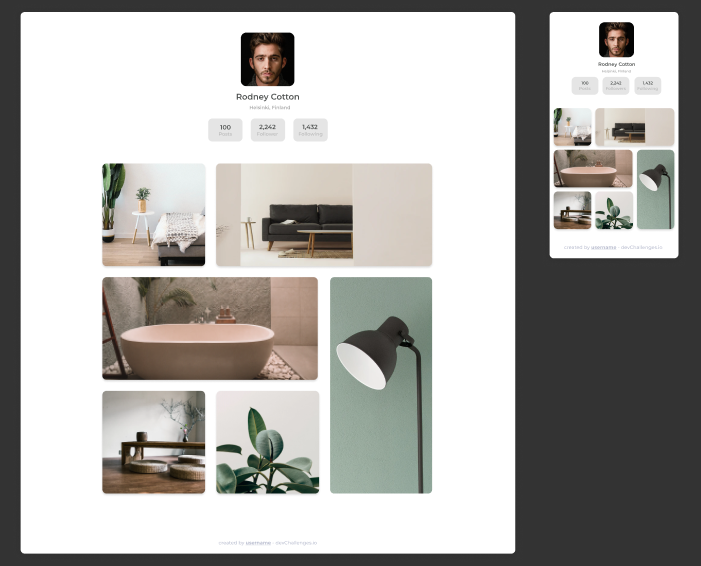 Rodney Cotton
Helsinki, Finland
100 2,242 1,432
Posts Follower Following
created by username - devChallenges.io
Rodney Cotton
Helsinki, Finland
100 2,242 1,432
Posts Followers Following
created by username - devChallenges.io